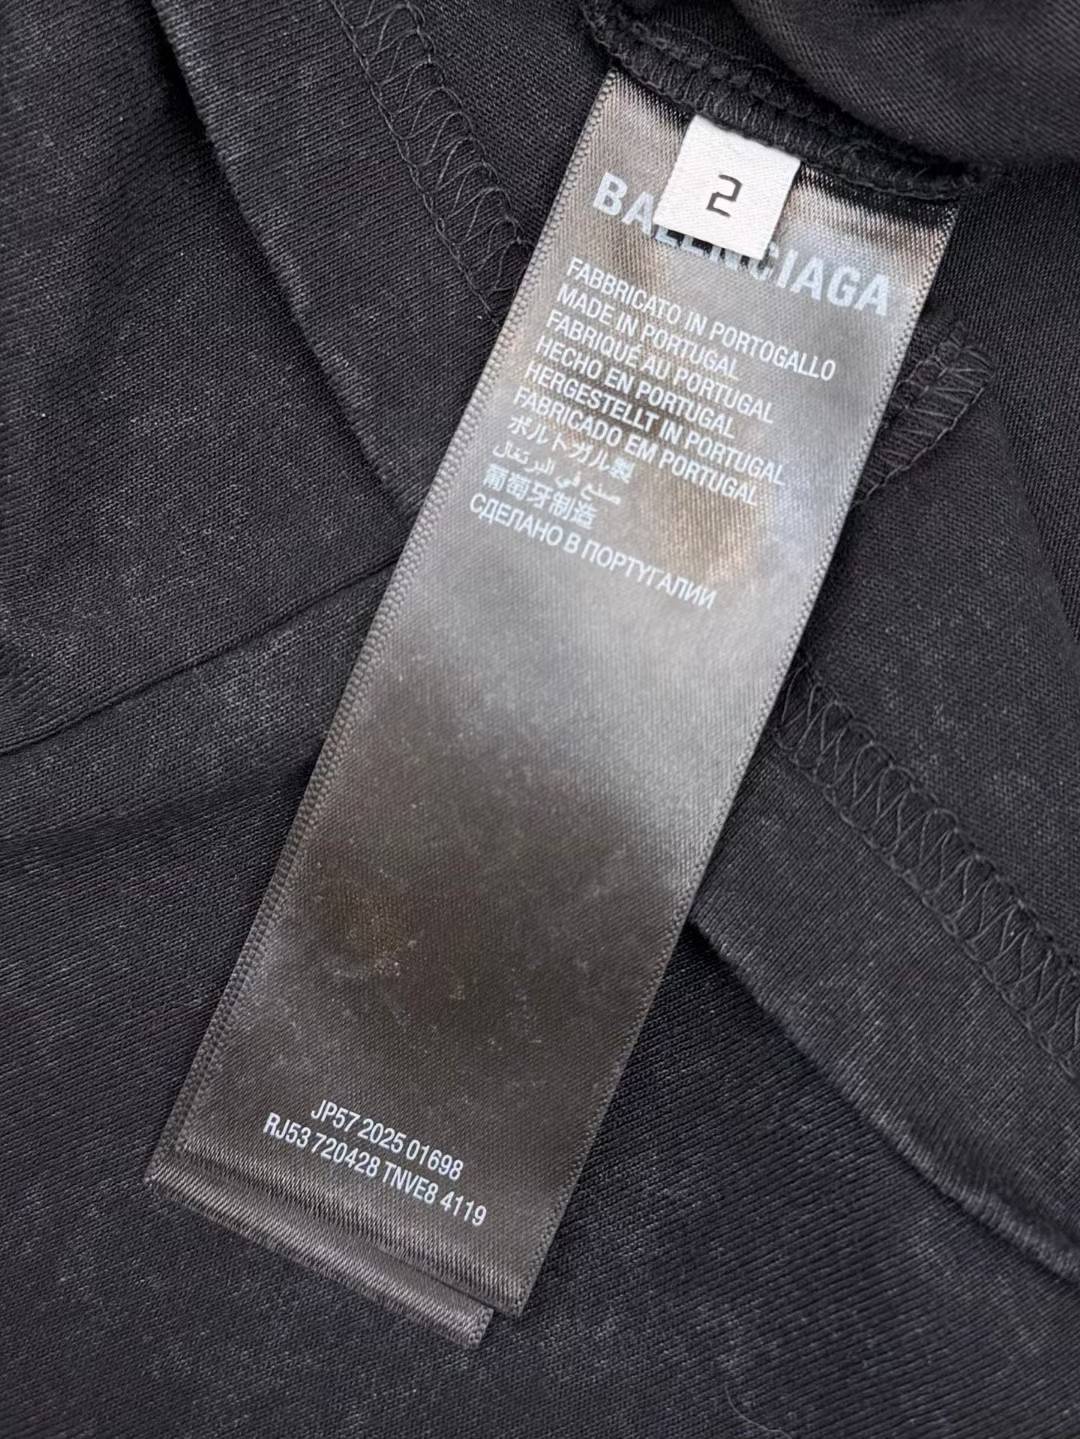 2
BALENCIAGA
FABBRICATO IN PORTOGALLO
MADE IN PORTUGAL
FABRIQUÉ AU PORTUGAL
HECHO EN PORTUGAL
HERGESTELLT IN PORTUGAL
FABRICADO EM PORTUGAL
ポルトガル製
صنع في البرتغال
葡萄牙制造
СДЕЛАНО В ПОРТУГАЛИИ
JP57 2025 01698
RJ53 720428 TNVE8 4119